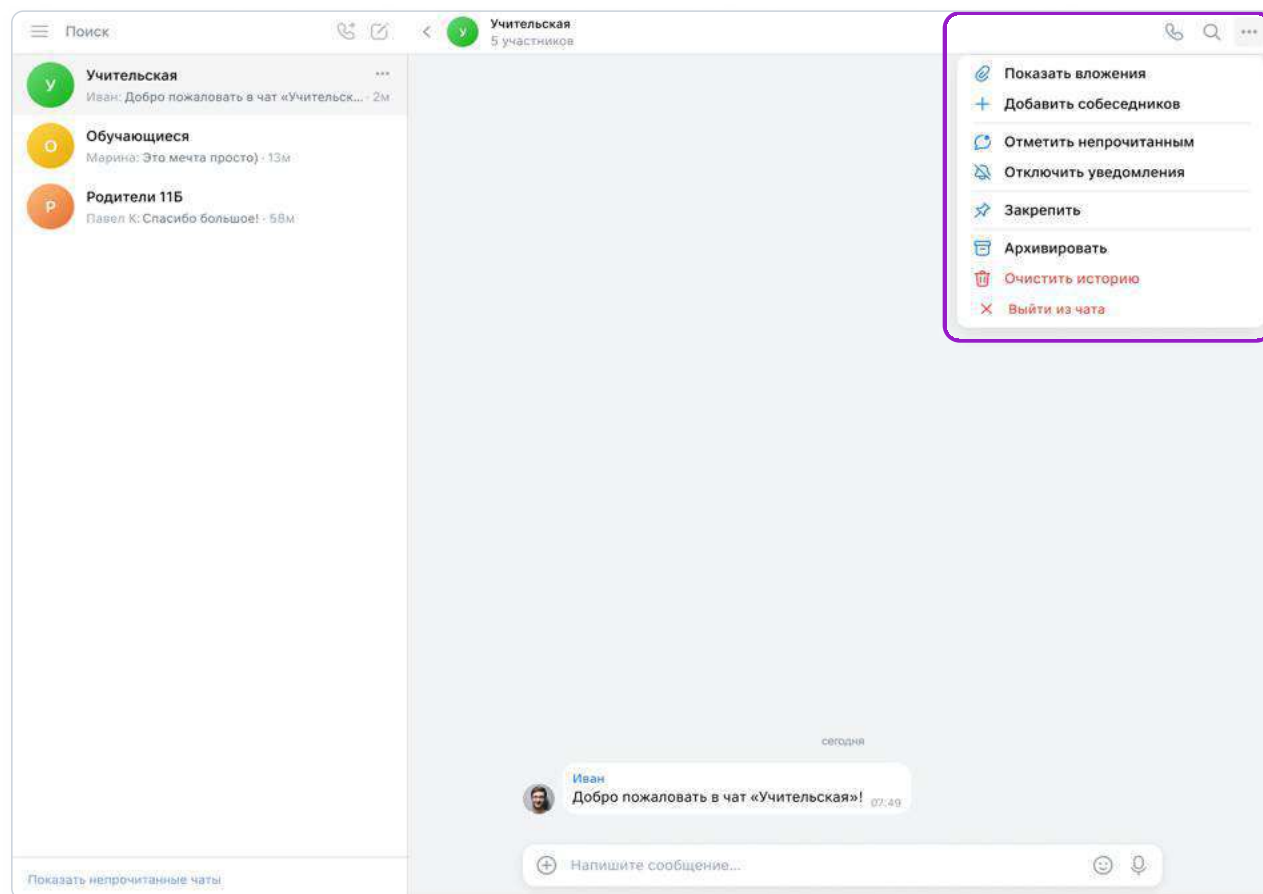 Поиск
Учительская
Иван: Добро пожаловать в чат «Учительск... · 2м
Обучающиеся
Марина: Это мечта просто) · 13м
Родители 11Б
Павел К: Спасибо большое! · 58м
Показать непрочитанные чаты
У
О
Р
У
Учительская
5 участников
Показать вложения
Добавить собеседников
Отметить непрочитанным
Отключить уведомления
Закрепить
Архивировать
Очистить историю
Выйти из чата
сегодня
Иван
Добро пожаловать в чат «Учительская»! 07:49
Напишите сообщение...